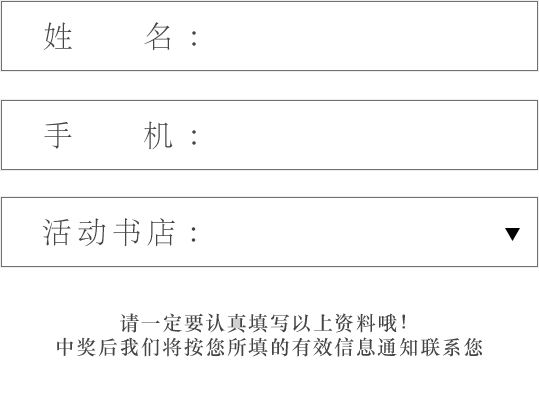 姓 名：
手 机：
活动书店：
请一定要认真填写以上资料哦！
中奖后我们将按您所填的有效信息通知联系您